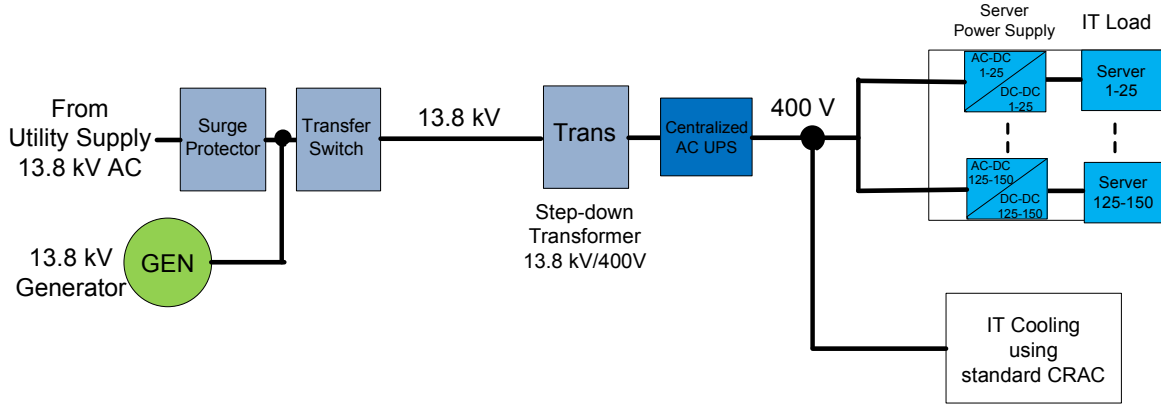 From
Utility Supply
13.8 kV AC
Surge
Protector
Transfer
Switch
13.8 kV
Trans
Step-down
Transformer
13.8 kV/400V
Centralized
AC UPS
400 V
13.8 kV
Generator
GEN
Server
Power Supply
IT Load
AC-DC
1-25
DC-DC
1-25
Server
1-25
AC-DC
125-150
DC-DC
125-150
Server
125-150
IT Cooling
using
standard CRAC